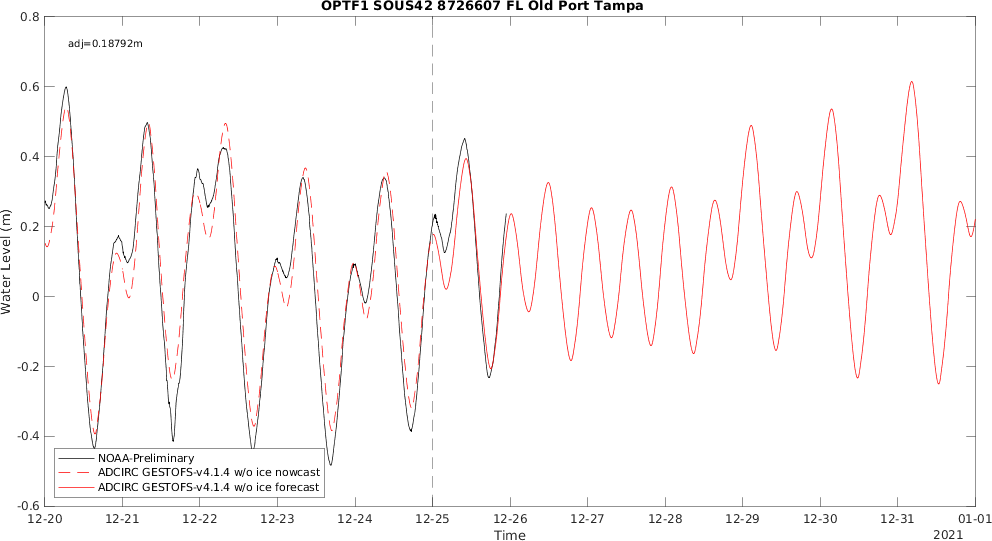 OPTF1 SOUS42 8726607 FL Old Port Tampa
adj=0.18792m
0.8
0.6
0.4
0.2
0
-0.2
-0.4
-0.6
Water Level (m)
NOAA-Preliminary
ADCIRC GESTOFS-v4.1.4 w/o ice nowcast
ADCIRC GESTOFS-v4.1.4 w/o ice forecast
12-20 12-21 12-22 12-23 12-24 12-25 12-26 12-27 12-28 12-29 12-30 12-31 01-01
Time
2021